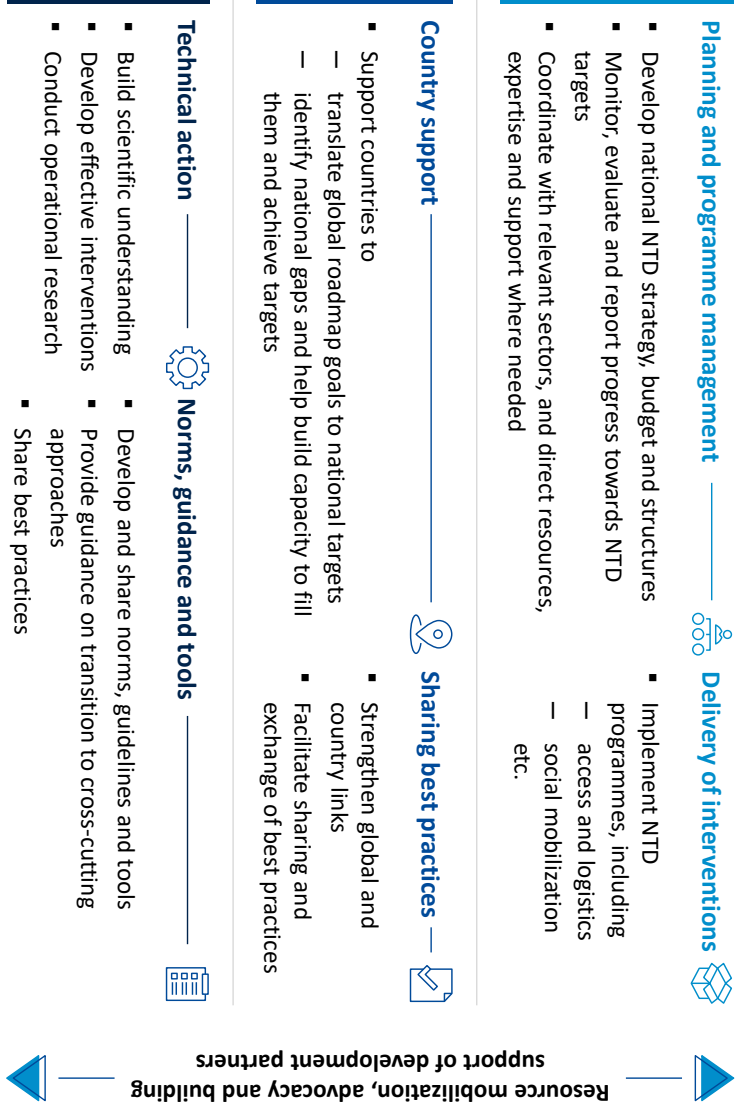 Planning and programme management
▪ Develop national NTD strategy, budget and structures
▪ Monitor, evaluate and report progress towards NTD
targets
▪ Coordinate with relevant sectors, and direct resources,
expertise and support where needed
Delivery of interventions
▪ Implement NTD
programmes, including
— access and logistics
— social mobilization
etc.
Country support
▪ Support countries to
— translate global roadmap goals to national targets
— identify national gaps and help build capacity to fill
them and achieve targets
Sharing best practices
▪ Strengthen global and
country links
▪ Facilitate sharing and
exchange of best practices
Technical action
▪ Build scientific understanding
▪ Develop effective interventions
▪ Conduct operational research
Norms, guidance and tools
▪ Develop and share norms, guidelines and tools
▪ Provide guidance on transition to cross-cutting
approaches
▪ Share best practices
Resource mobilization, advocacy and building
support of development partners